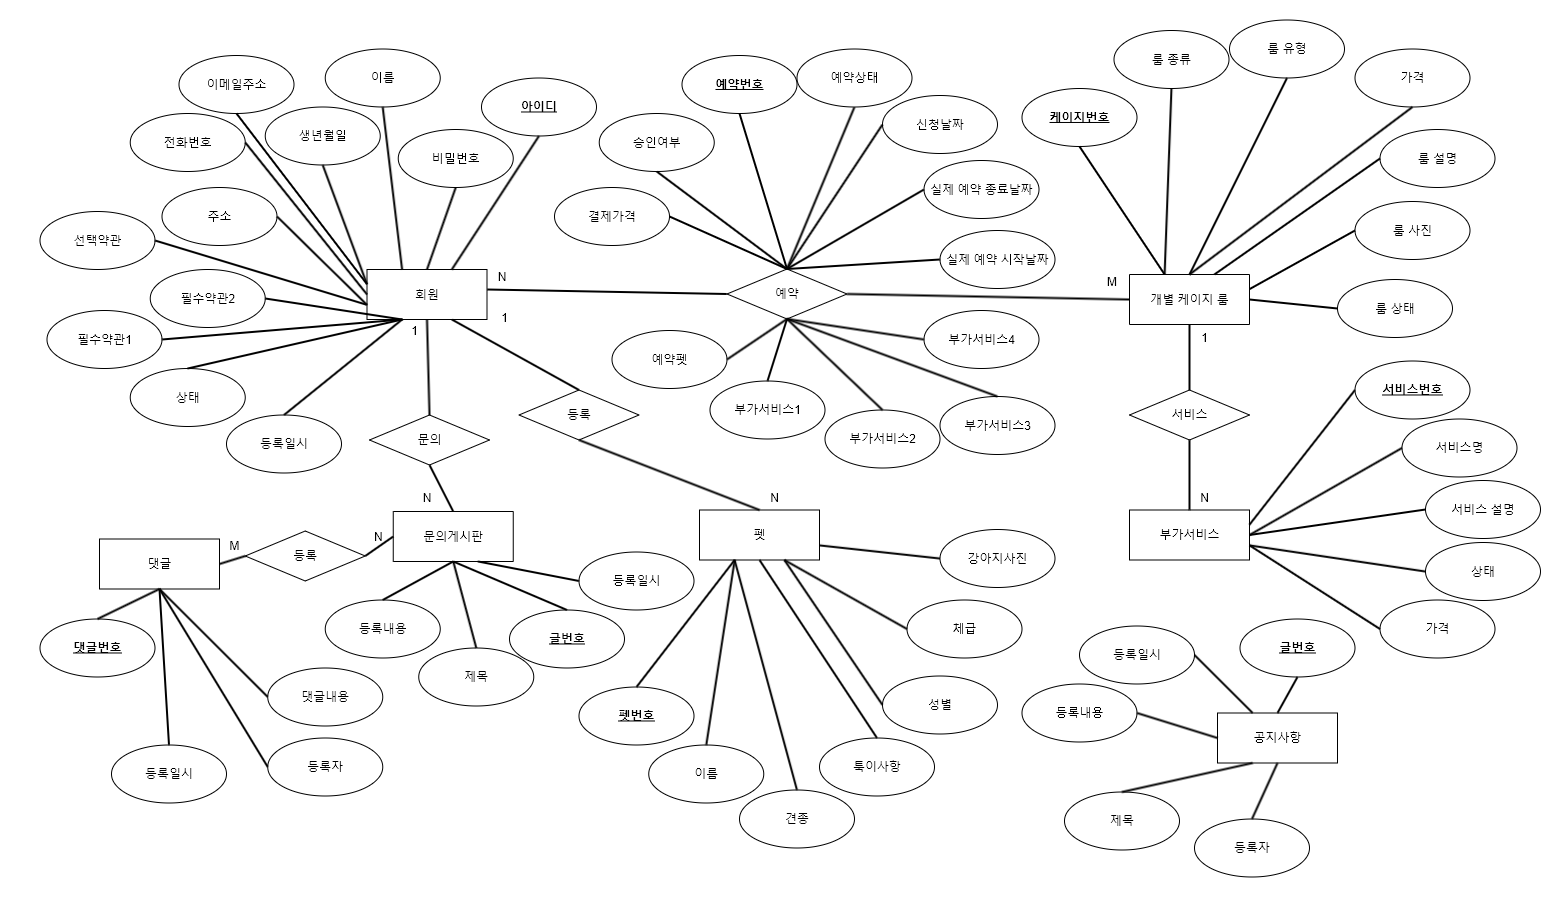 룸 유형
룸 종류
이름
이메일주소
예약번호
예약상태
가격
아이디
케이지번호
신청날짜
생년월일
전화번호
승인여부
비밀번호
룸 설명
실제 예약 종료날짜
주소
결제가격
룸 사진
선택약관
실제 예약 시작날짜
N
M
회원
예약
개별 케이지 룸
필수약관2
룸 상태
1
1
1
필수약관1
부가서비스4
예약펫
서비스번호
상태
부가서비스1
등록
서비스
부가서비스3
문의
부가서비스2
등록일시
서비스명
N
N
N
서비스 설명
펫
부가서비스
문의게시판
N
M
등록
댓글
강아지사진
상태
등록일시
등록내용
체급
가격
글번호
댓글번호
글번호
등록일시
제목
댓글내용
성별
펫번호
등록내용
공지사항
등록자
등록일시
이름
특이사항
견종
제목
등록자